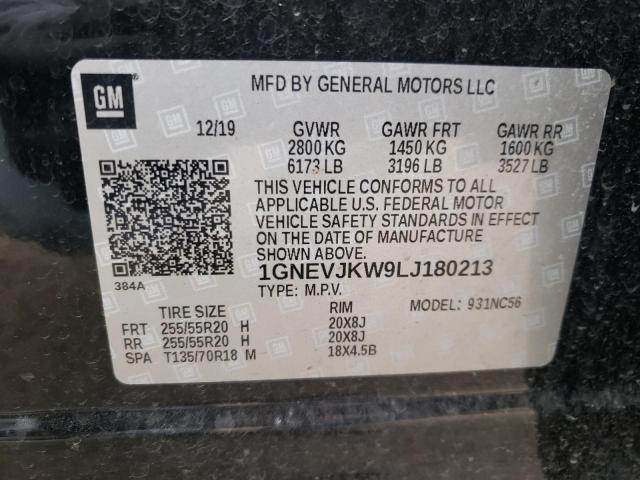 GM
MFD BY GENERAL MOTORS LLC
12/19 GVWR GAWR FRT GAWR RR
2800 KG 1450 KG 1600 KG
6173 LB 3196 LB 3527 LB
THIS VEHICLE CONFORMS TO ALL
APPLICABLE U.S. FEDERAL MOTOR
VEHICLE SAFETY STANDARDS IN EFFECT
ON THE DATE OF MANUFACTURE
SHOWN ABOVE.
384A
1GNEVJKW9LJ180213
TYPE: M.P.V. MODEL: 931NC56
TIRE SIZE RIM
FRT 255/55R20 H 20X8J
RR 255/55R20 H 20X8J
SPA T135/70R18 M 18X4.5B